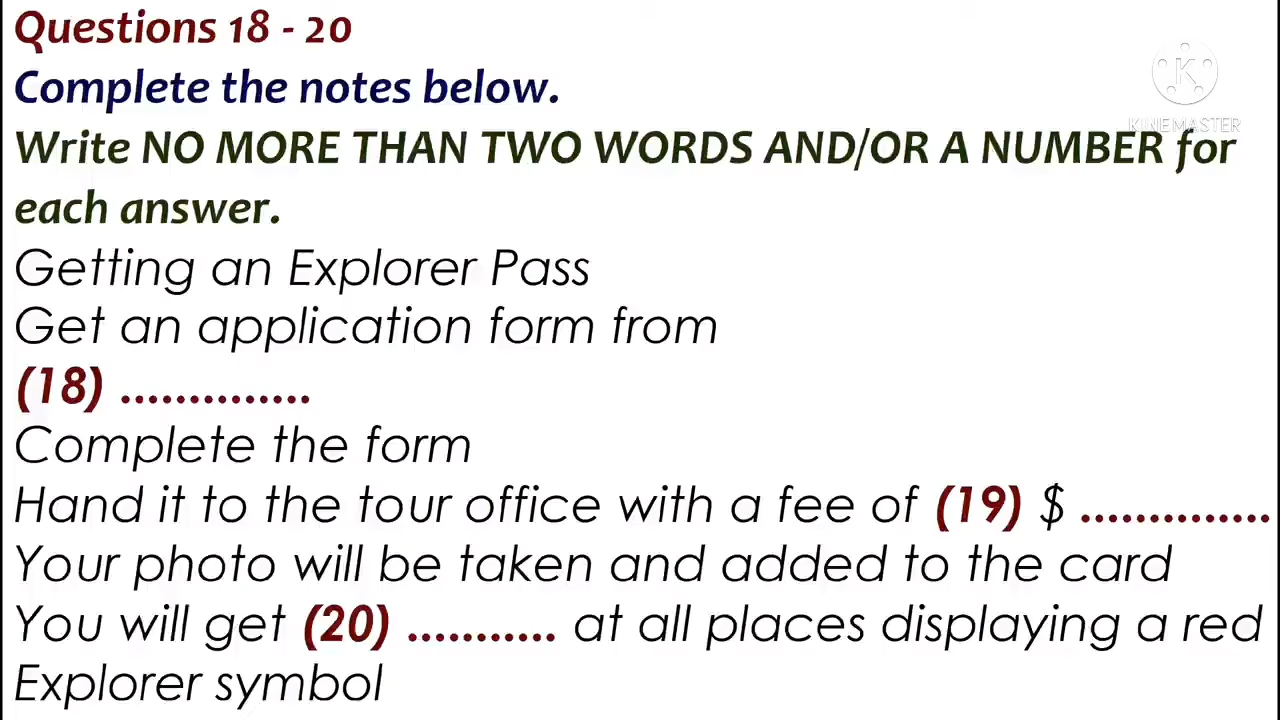 Questions 18 - 20
Complete the notes below.
Write NO MORE THAN TWO WORDS AND/OR A NUMBER for
each answer.
Getting an Explorer Pass
Get an application form from
(18) ..............
Complete the form
Hand it to the tour office with a fee of (19) $ ..............
Your photo will be taken and added to the card
You will get (20) ........... at all places displaying a red
Explorer symbol
K
KINEMASTER